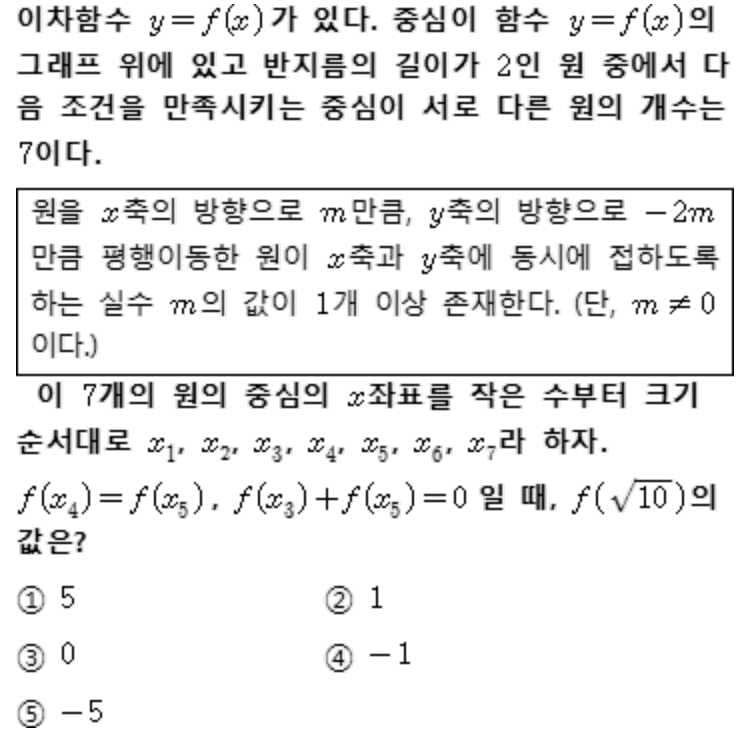 이차함수 y=f(x)가 있다. 중심이 함수 y=f(x)의
그래프 위에 있고 반지름의 길이가 2인 원 중에서 다
음 조건을 만족시키는 중심이 서로 다른 원의 개수는
7이다.
원을 x축의 방향으로 m만큼, y축의 방향으로 −2m
만큼 평행이동한 원이 x축과 y축에 동시에 접하도록
하는 실수 m의 값이 1개 이상 존재한다. (단, m≠0
이다.)
이 7개의 원의 중심의 x좌표를 작은 수부터 크기
순서대로 x₁, x₂, x₃, x₄, x₅, x₆, x₇라 하자.
f(x₄)=f(x₅), f(x₃)+f(x₅)=0 일 때, f(√10)의
값은?
① 5 ② 1
③ 0 ④ −1
⑤ −5